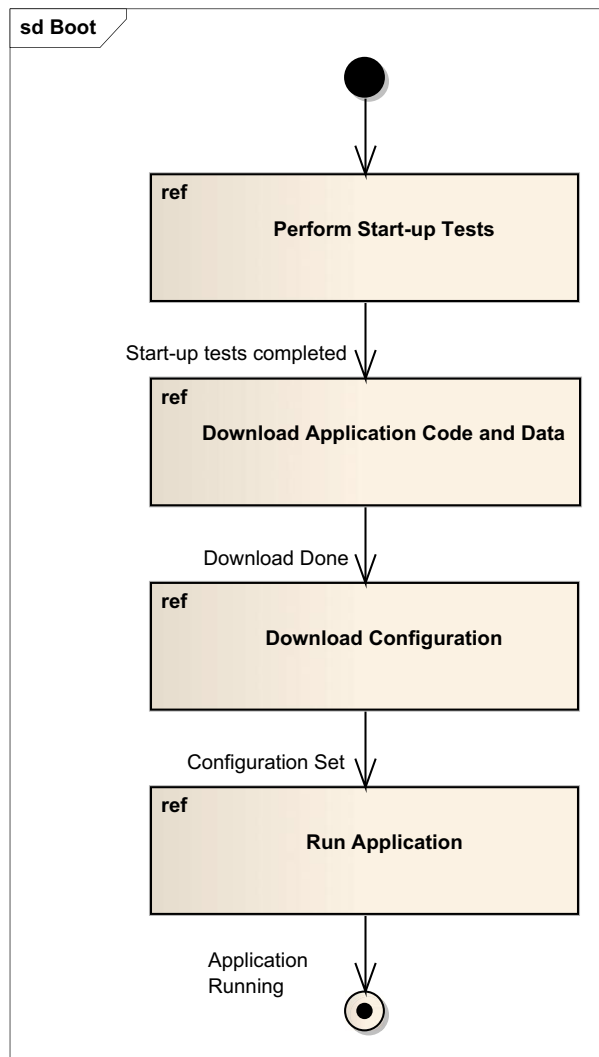 sd Boot
ref
Perform Start-up Tests
Start-up tests completed
ref
Download Application Code and Data
Download Done
ref
Download Configuration
Configuration Set
ref
Run Application
Application
Running